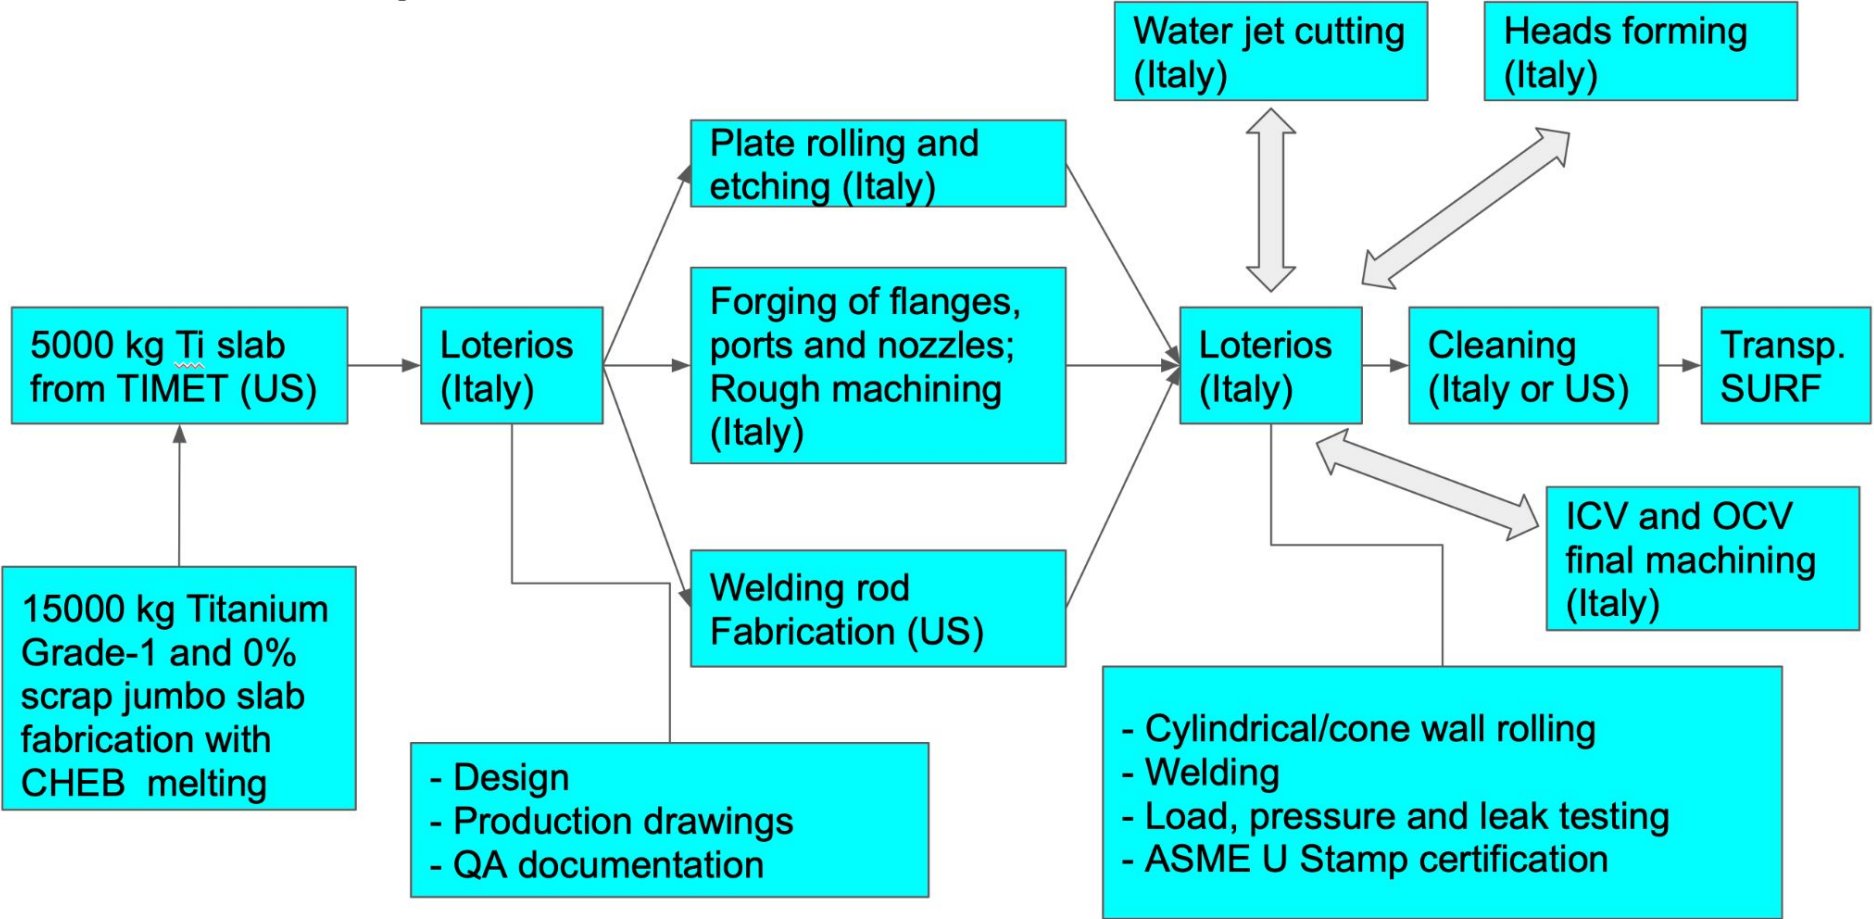 Water jet cutting
(Italy)
Heads forming
(Italy)
Plate rolling and
etching (Italy)
Forging of flanges,
ports and nozzles;
Rough machining
(Italy)
5000 kg Ti slab
from TIMET (US)
Loterios
(Italy)
Loterios
(Italy)
Cleaning
(Italy or US)
Transp.
SURF
ICV and OCV
final machining
(Italy)
15000 kg Titanium
Grade-1 and 0%
scrap jumbo slab
fabrication with
CHEB  melting
Welding rod
Fabrication (US)
- Design
- Production drawings
- QA documentation
- Cylindrical/cone wall rolling
- Welding
- Load, pressure and leak testing
- ASME U Stamp certification